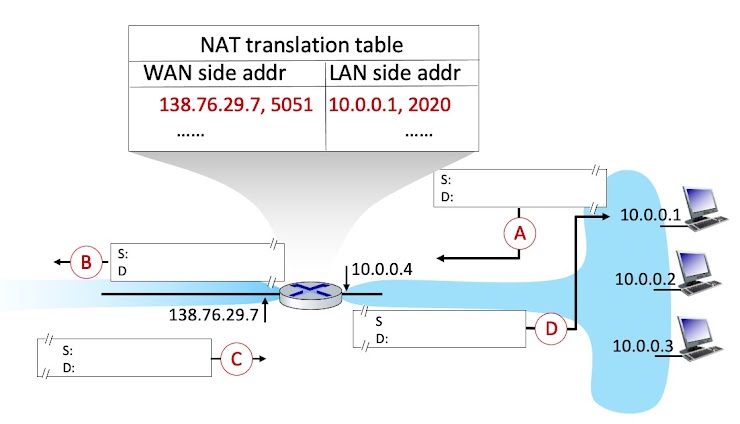 NAT translation table
WAN side addr LAN side addr
138.76.29.7, 5051 10.0.0.1, 2020
...... ......
S:
D:
10.0.0.1
A
S:
D
B
10.0.0.4
10.0.0.2
138.76.29.7
S
D:
D
10.0.0.3
S:
D:
C